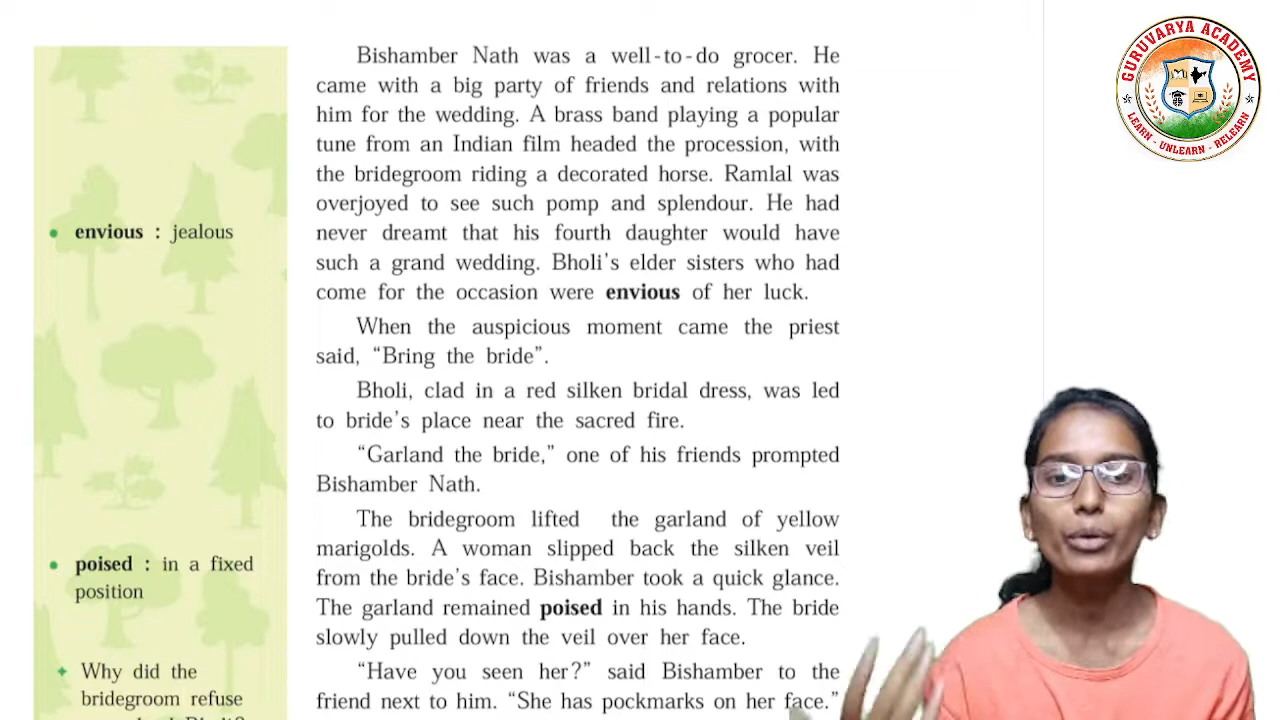 envious : jealous
poised : in a fixed
position
Why did the
bridegroom refuse
Bishamber Nath was a well-to-do grocer. He
came with a big party of friends and relations with
him for the wedding. A brass band playing a popular
tune from an Indian film headed the procession, with
the bridegroom riding a decorated horse. Ramlal was
overjoyed to see such pomp and splendour. He had
never dreamt that his fourth daughter would have
such a grand wedding. Bholi's elder sisters who had
come for the occasion were envious of her luck.
When the auspicious moment came the priest
said, “Bring the bride”.
Bholi, clad in a red silken bridal dress, was led
to bride's place near the sacred fire.
“Garland the bride,” one of his friends prompted
Bishamber Nath.
The bridegroom lifted the garland of yellow
marigolds. A woman slipped back the silken veil
from the bride's face. Bishamber took a quick glance.
The garland remained poised in his hands. The bride
slowly pulled down the veil over her face.
“Have you seen her?” said Bishamber to the
friend next to him. “She has pockmarks on her face.”
GURUVARYA ACADEMY
LEARN - UNLEARN - RELEARN